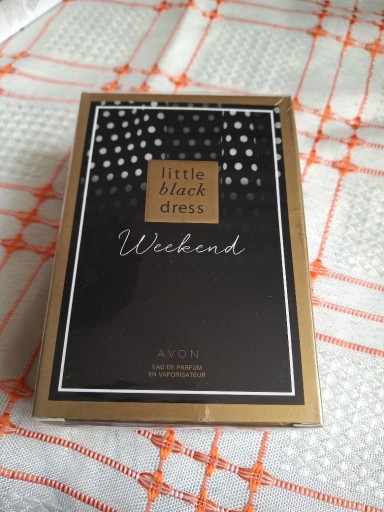 little
black
dress
Weekend
AVON
EAU DE PARFUM
EN VAPORISATEUR